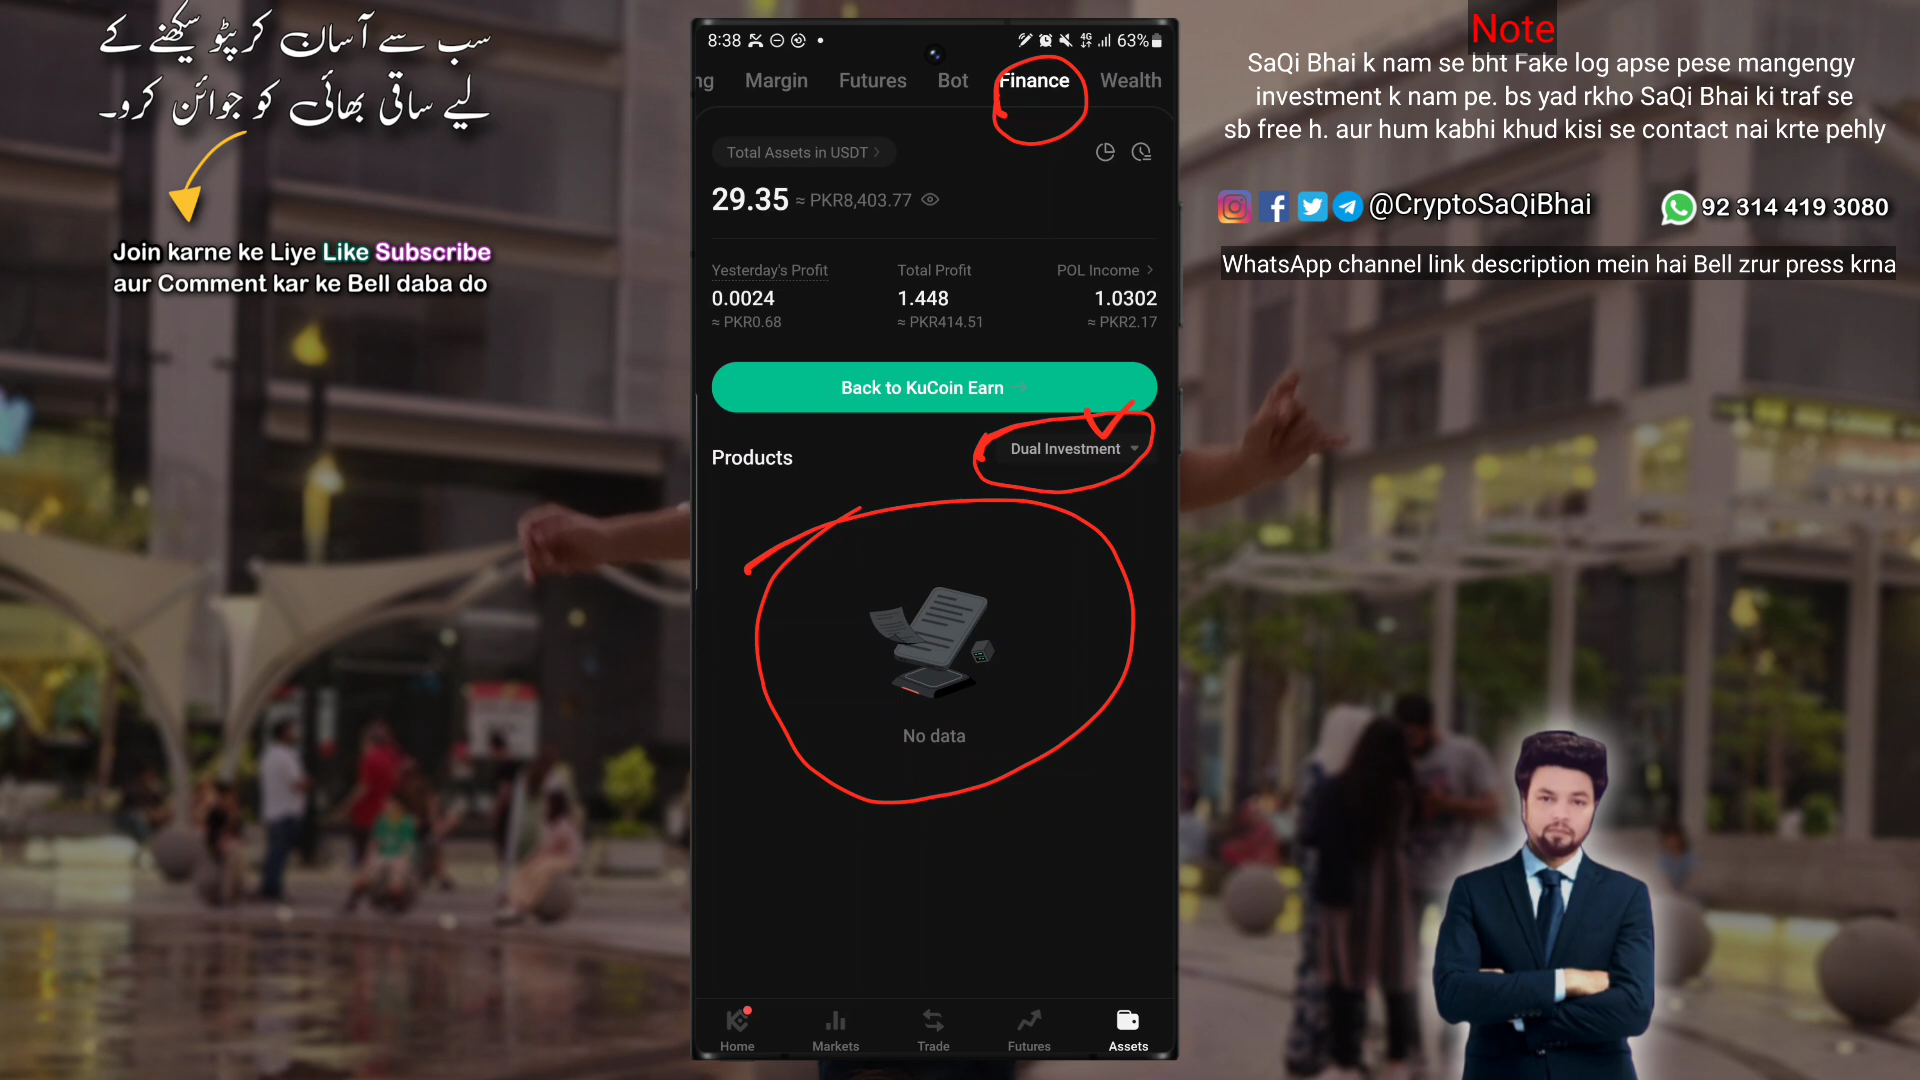 سب سے آسان کرپٹو سکھنے کے
لیے ساقی بھائی کو جوائن کرو۔
Join karne ke Liye Like Subscribe
aur Comment kar ke Bell daba do
8:38
4G
63%
ng Margin Futures Bot Finance Wealth
Total Assets in USDT >
29.35 ≈ PKR8,403.77
Yesterday's Profit Total Profit POL Income >
0.0024 1.448 1.0302
≈ PKR0.68 ≈ PKR414.51 ≈ PKR2.17
Back to KuCoin Earn →
Products Dual Investment
No data
Home Markets Trade Futures Assets
Note
SaQi Bhai k nam se bht Fake log apse pese mangengy
investment k nam pe. bs yad rkho SaQi Bhai ki traf se
sb free h. aur hum kabhi khud kisi se contact nai krte pehly
@CryptoSaQiBhai 92 314 419 3080
WhatsApp channel link description mein hai Bell zrur press krna